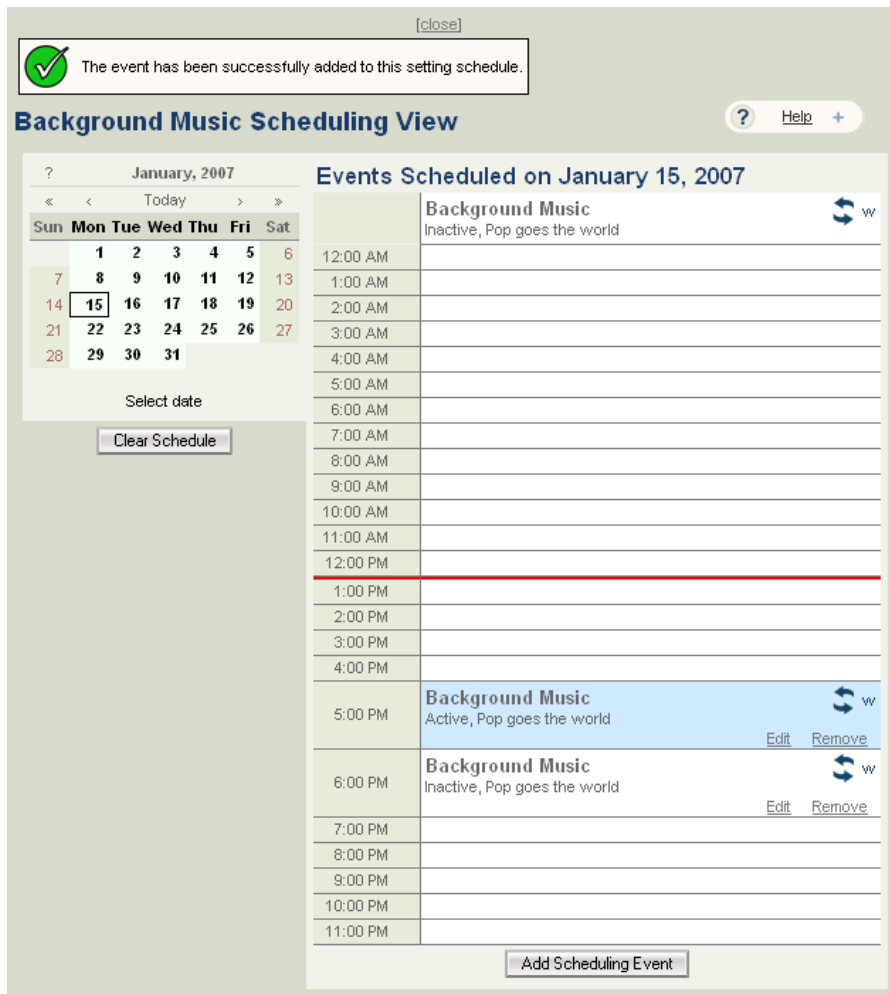 [close]
The event has been successfully added to this setting schedule.
Background Music Scheduling View
? Help +
? January, 2007
« ‹ Today › »
Sun Mon Tue Wed Thu Fri Sat
1 2 3 4 5 6
7 8 9 10 11 12 13
14 15 16 17 18 19 20
21 22 23 24 25 26 27
28 29 30 31
Select date
Clear Schedule
Events Scheduled on January 15, 2007
Background Music w
Inactive, Pop goes the world
12:00 AM
1:00 AM
2:00 AM
3:00 AM
4:00 AM
5:00 AM
6:00 AM
7:00 AM
8:00 AM
9:00 AM
10:00 AM
11:00 AM
12:00 PM
1:00 PM
2:00 PM
3:00 PM
4:00 PM
5:00 PM
Background Music w
Active, Pop goes the world
Edit Remove
6:00 PM
Background Music w
Inactive, Pop goes the world
Edit Remove
7:00 PM
8:00 PM
9:00 PM
10:00 PM
11:00 PM
Add Scheduling Event